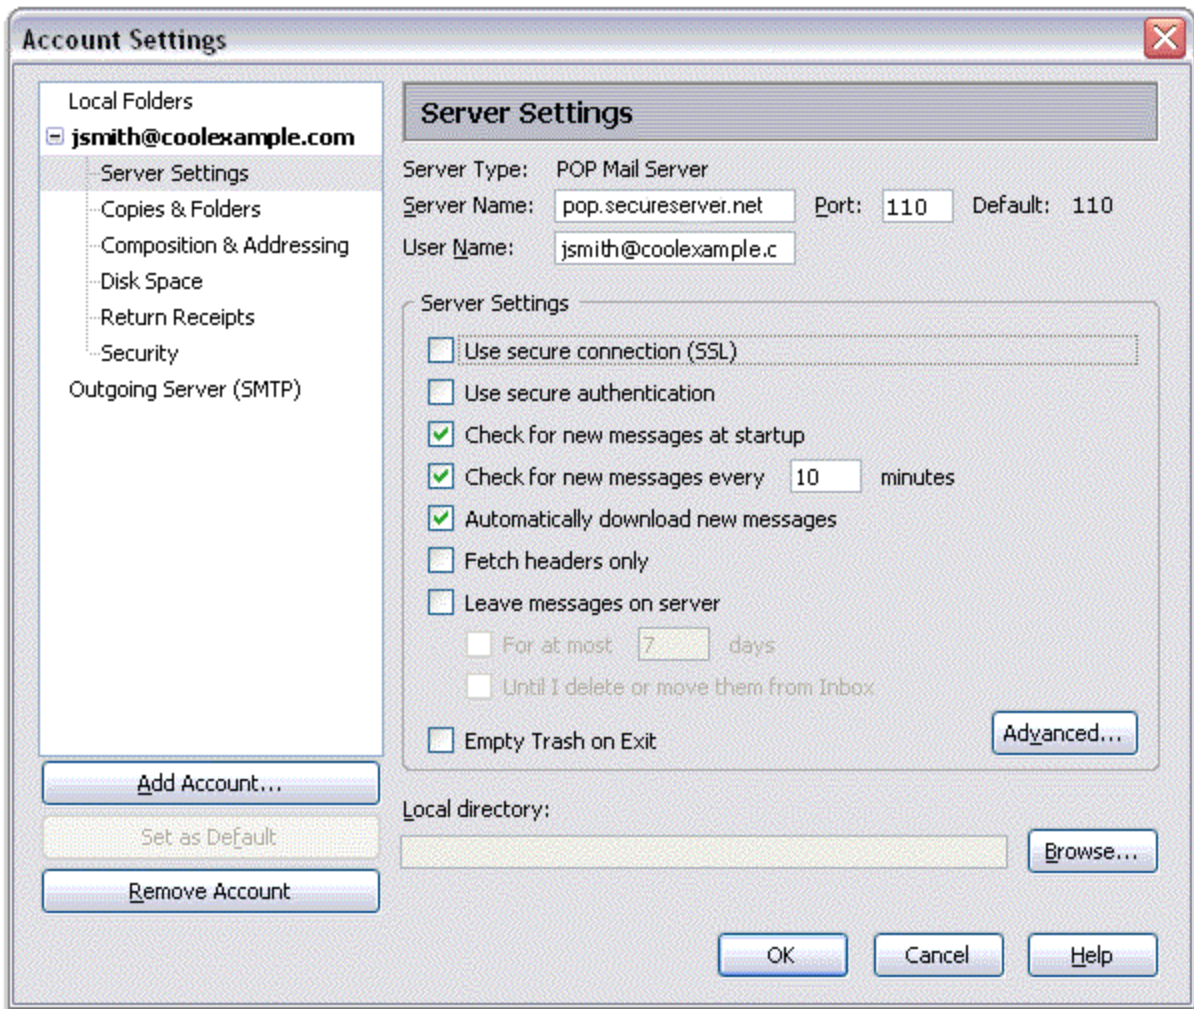 Account Settings
Local Folders
jsmith@coolexample.com
Server Settings
Copies & Folders
Composition & Addressing
Disk Space
Return Receipts
Security
Outgoing Server (SMTP)
Add Account...
Set as Default
Remove Account
Server Settings
Server Type: POP Mail Server
Server Name: pop.secureserver.net Port: 110 Default: 110
User Name: jsmith@coolexample.c
Server Settings
Use secure connection (SSL)
Use secure authentication
Check for new messages at startup
Check for new messages every 10 minutes
Automatically download new messages
Fetch headers only
Leave messages on server
For at most 7 days
Until I delete or move them from Inbox
Empty Trash on Exit
Advanced...
Local directory:
Browse...
OK Cancel Help